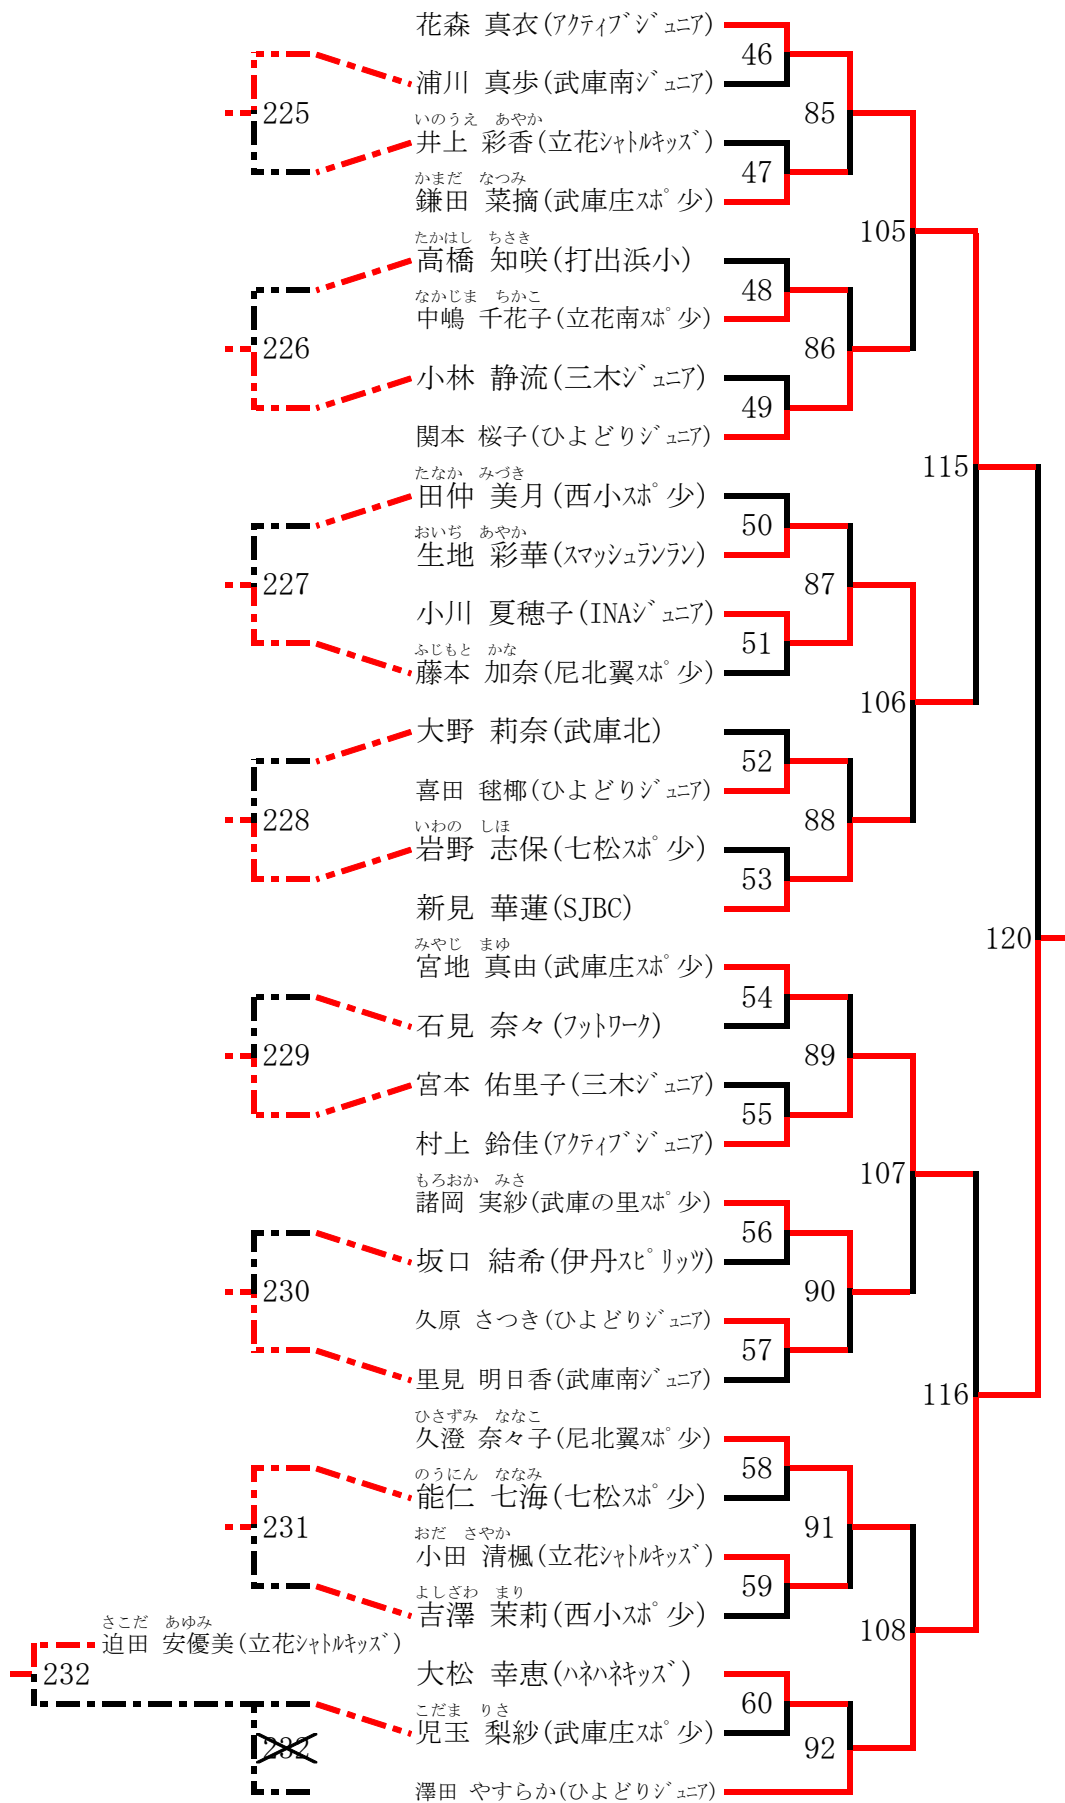 花森 真衣(アクティブジュニア)
46
浦川 真歩(武庫南ジュニア)
225
85
いのうえ あやか
井上 彩香(立花シャトルキッズ)
47
かまだ なつみ
鎌田 菜摘(武庫庄スポ少)
105
たかはし ちさき
高橋 知咲(打出浜小)
48
なかじま ちかこ
中嶋 千花子(立花南スポ少)
226
86
小林 静流(三木ジュニア)
49
関本 桜子(ひよどりジュニア)
115
たなか みづき
田仲 美月(西小スポ少)
50
おいぢ あやか
生地 彩華(スマッシュランラン)
227
87
小川 夏穂子(INAジュニア)
51
ふじもと かな
藤本 加奈(尼北翼スポ少)
106
大野 莉奈(武庫北)
52
喜田 毬椰(ひよどりジュニア)
228
88
いわの しほ
岩野 志保(七松スポ少)
53
新見 華蓮(SJBC)
120
みやじ まゆ
宮地 真由(武庫庄スポ少)
54
石見 奈々(フットワーク)
229
89
宮本 佑里子(三木ジュニア)
55
村上 鈴佳(アクティブジュニア)
107
もろおか みさ
諸岡 実紗(武庫の里スポ少)
56
坂口 結希(伊丹スピリッツ)
230
90
久原 さつき(ひよどりジュニア)
57
里見 明日香(武庫南ジュニア)
116
ひさずみ ななこ
久澄 奈々子(尼北翼スポ少)
58
のうにん ななみ
能仁 七海(七松スポ少)
231
91
おだ さやか
小田 清楓(立花シャトルキッズ)
59
よしざわ まり
吉澤 茉莉(西小スポ少)
108
さこだ あゆみ
迫田 安優美(立花シャトルキッズ)
232
大松 幸恵(ハネハネキッズ)
60
こだま りさ
児玉 梨紗(武庫庄スポ少)
232
92
澤田 やすらか(ひよどりジュニア)